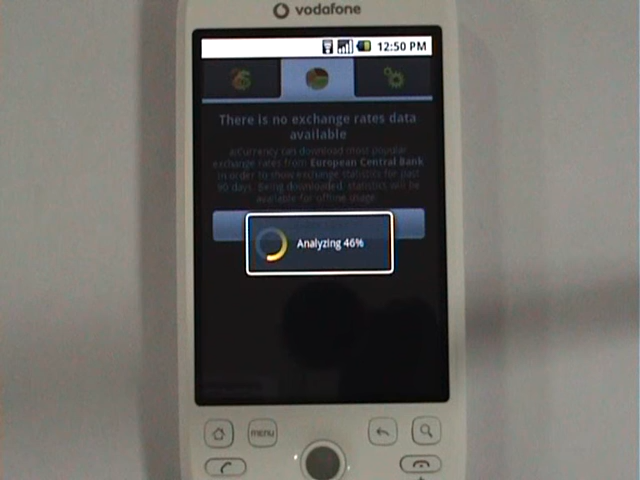 vodafone
12:50 PM
There is no exchange rates data
available
aCurrency can download most popular
exchange rates from European Central Bank
in order to show exchange statistics for past
90 days. Being downloaded, statistics will be
available for offline usage.
Analyzing 46%
menu